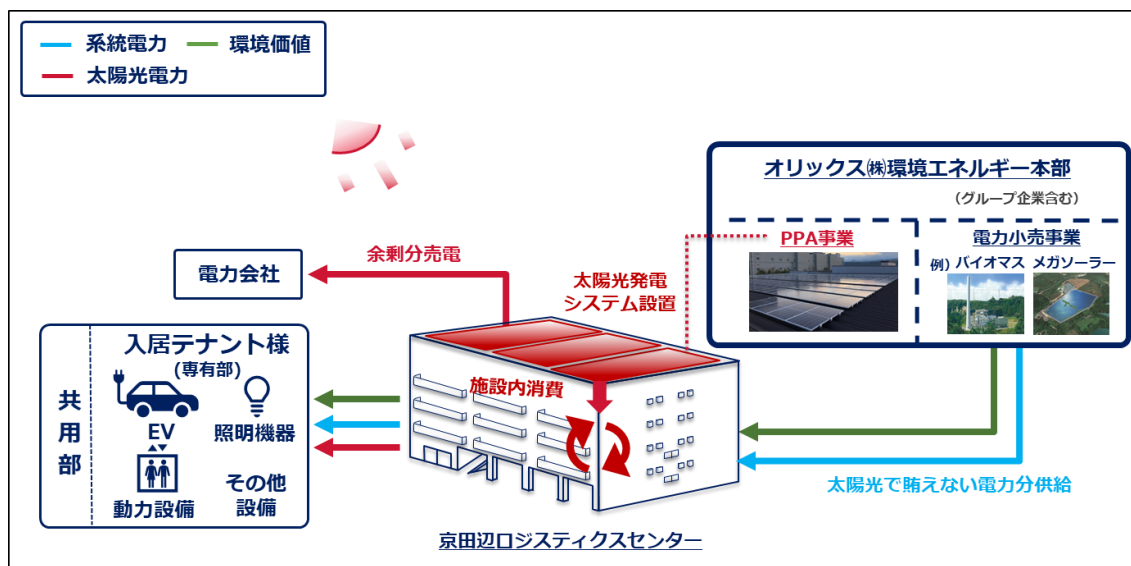 系統電力 環境価値
太陽光電力
オリックス㈱環境エネルギー本部
(グループ企業含む)
PPA事業
電力小売事業
例) バイオマス メガソーラー
余剰分売電
電力会社
太陽光発電
システム設置
入居テナント様
(専有部)
共用部
EV
照明機器
動力設備
その他
設備
施設内消費
太陽光で賄えない電力分供給
京田辺ロジスティクスセンター